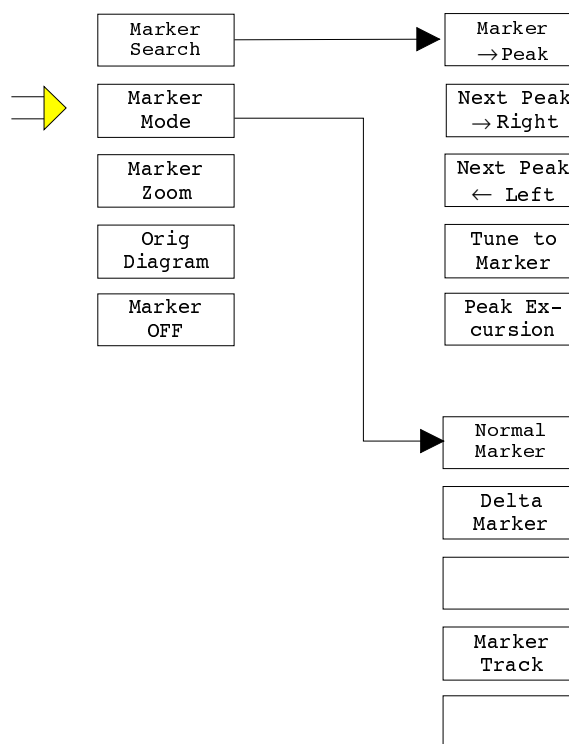 Marker
Search
Marker
Mode
Marker
Zoom
Orig
Diagram
Marker
OFF
Marker
→Peak
Next Peak
→Right
Next Peak
← Left
Tune to
Marker
Peak Ex-
cursion
Normal
Marker
Delta
Marker
Marker
Track